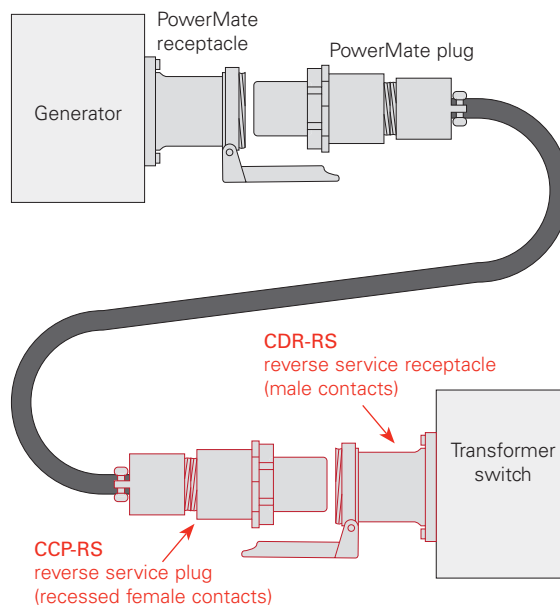 PowerMate
receptacle
PowerMate plug
Generator
CDR-RS
reverse service receptacle
(male contacts)
Transformer
switch
CCP-RS
reverse service plug
(recessed female contacts)